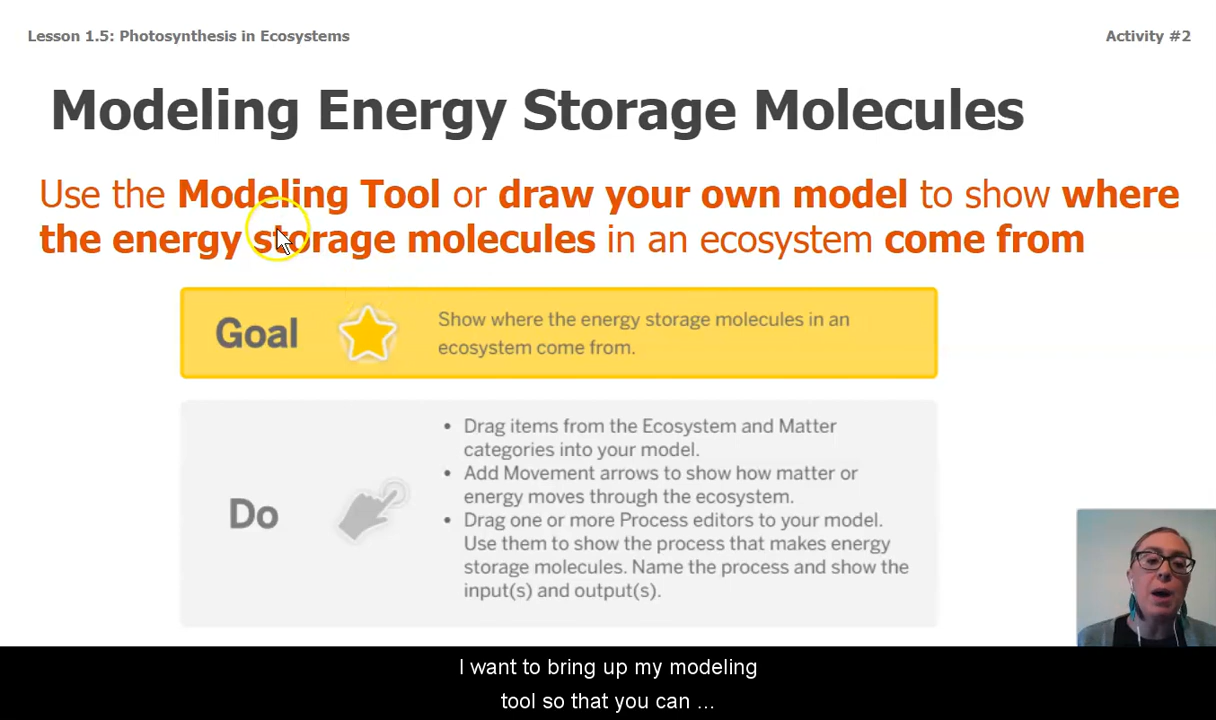 Lesson 1.5: Photosynthesis in Ecosystems
Activity #2
Modeling Energy Storage Molecules
Use the Modeling Tool or draw your own model to show where
the energy storage molecules in an ecosystem come from
Goal
Show where the energy storage molecules in an
ecosystem come from.
Do
• Drag items from the Ecosystem and Matter
categories into your model.
• Add Movement arrows to show how matter or
energy moves through the ecosystem.
• Drag one or more Process editors to your model.
Use them to show the process that makes energy
storage molecules. Name the process and show the
input(s) and output(s).
I want to bring up my modeling
tool so that you can ...